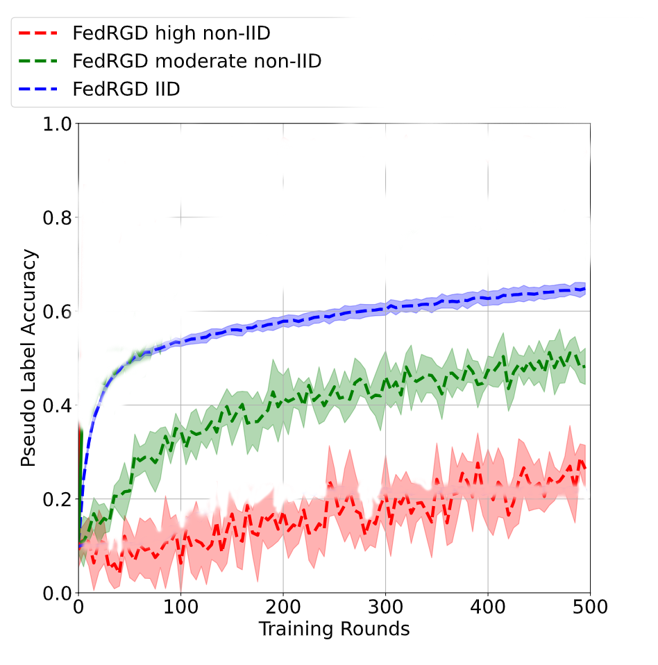 FedRGD high non-IID
FedRGD moderate non-IID
FedRGD IID
1.0
0.8
0.6
0.4
0.2
0.0
Pseudo Label Accuracy
0 100 200 300 400 500
Training Rounds